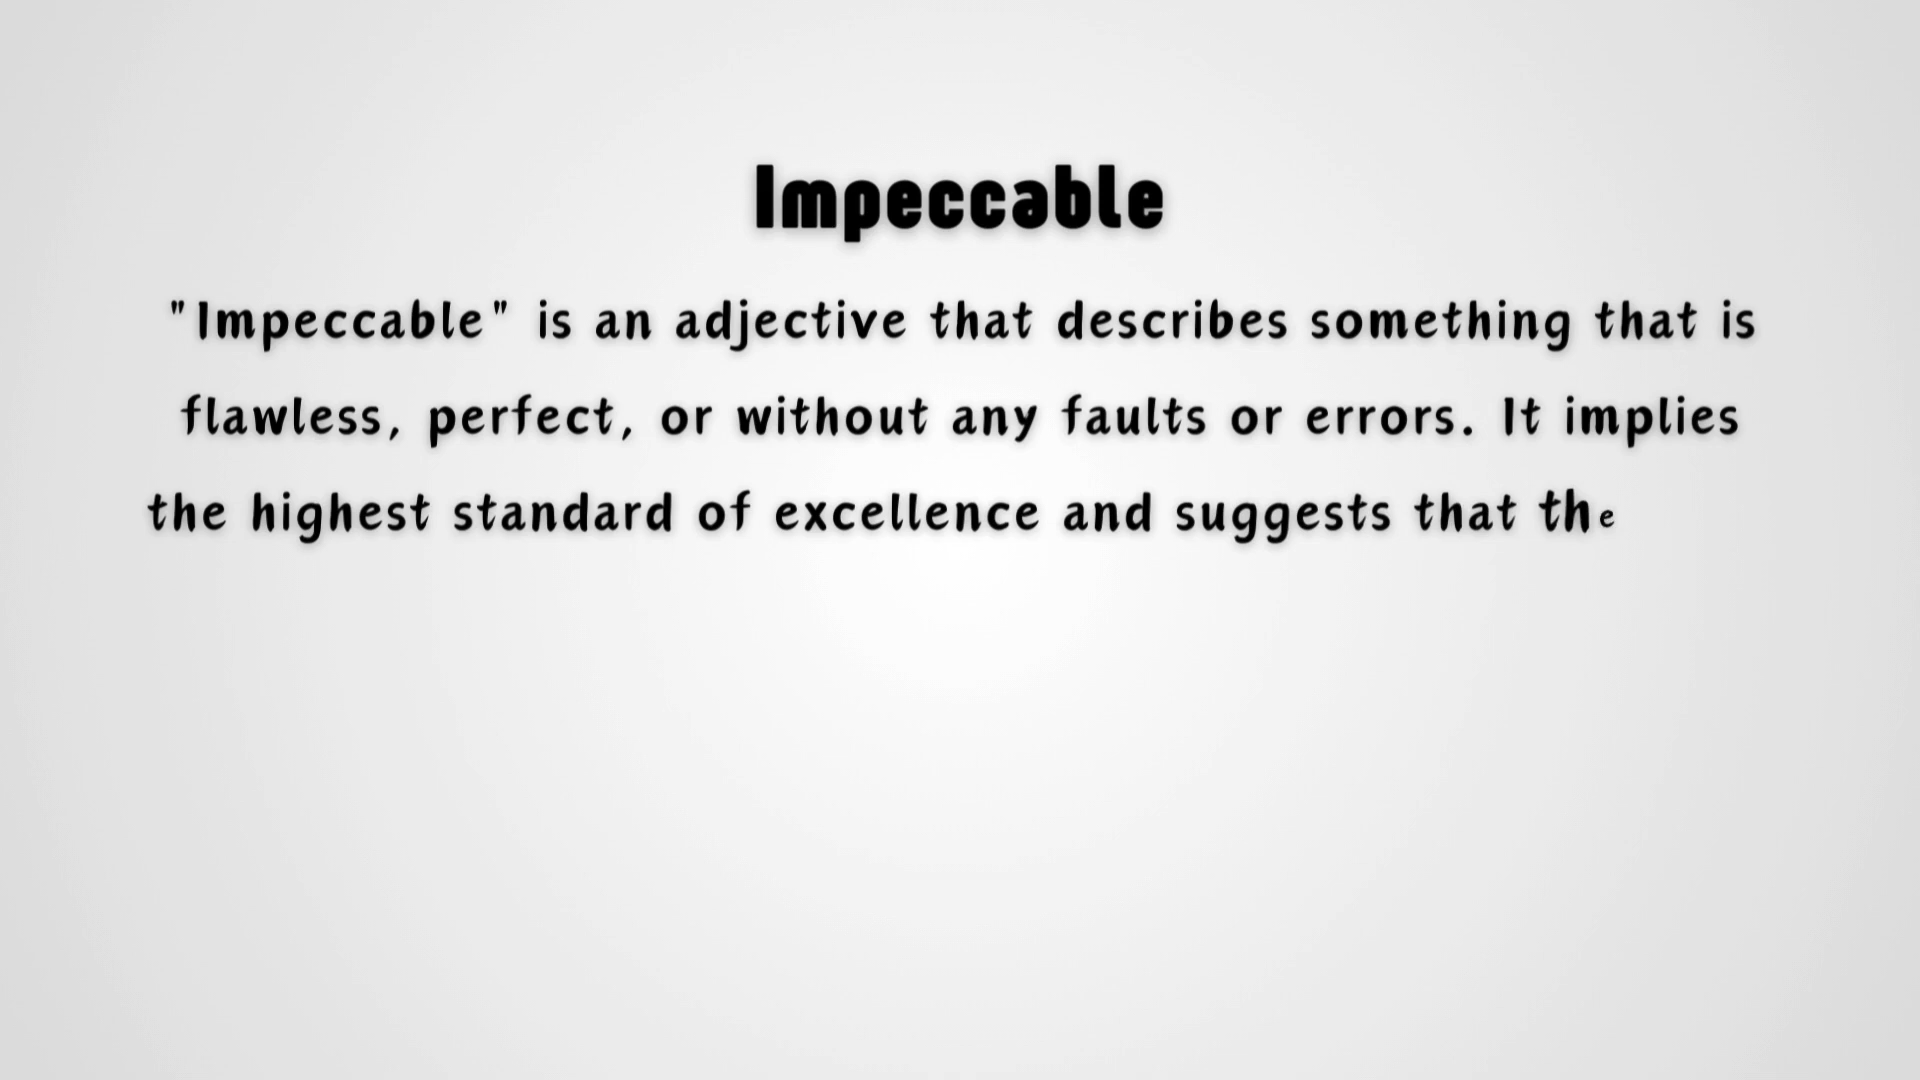 Impeccable
"Impeccable" is an adjective that describes something that is
flawless, perfect, or without any faults or errors. It implies
the highest standard of excellence and suggests that the